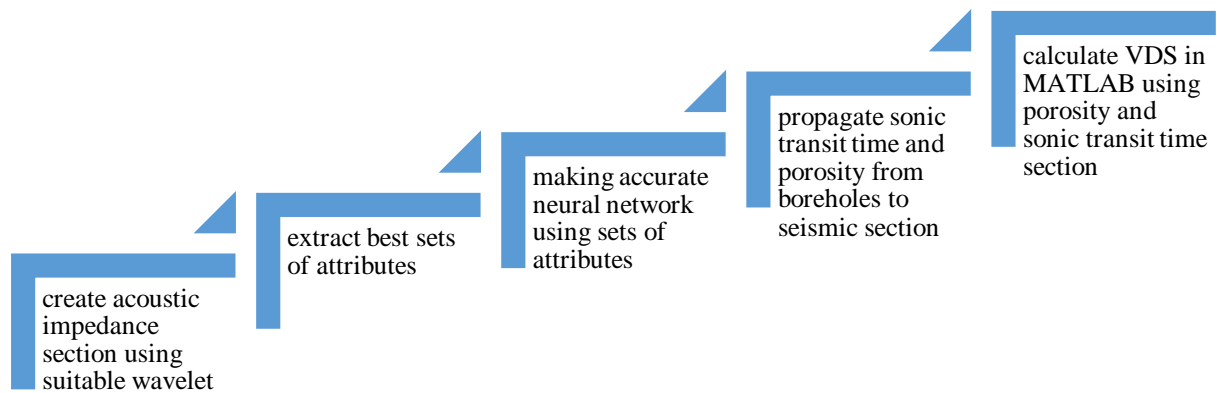 create acoustic
impedance
section using
suitable wavelet
extract best sets
of attributes
making accurate
neural network
using sets of
attributes
propagate sonic
transit time and
porosity from
boreholes to
seismic section
calculate VDS in
MATLAB using
porosity and
sonic transit time
section